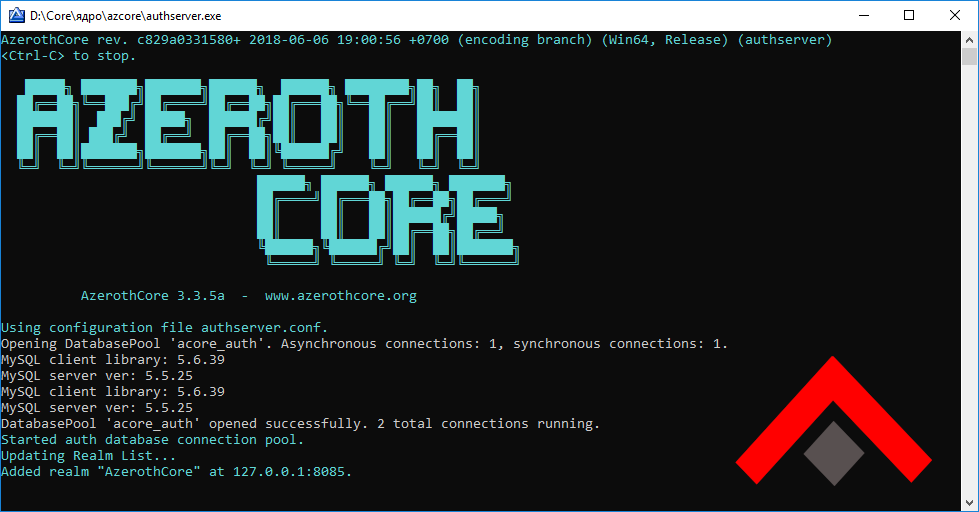 D:\Core\ядро\azcore\authserver.exe
AzerothCore rev. c829a0331580+ 2018-06-06 19:00:56 +0700 (encoding branch) (Win64, Release) (authserver)
<Ctrl-C> to stop.
AZEROTH
CORE
AzerothCore 3.3.5a - www.azerothcore.org
Using configuration file authserver.conf.
Opening DatabasePool 'acore_auth'. Asynchronous connections: 1, synchronous connections: 1.
MySQL client library: 5.6.39
MySQL server ver: 5.5.25
MySQL client library: 5.6.39
MySQL server ver: 5.5.25
DatabasePool 'acore_auth' opened successfully. 2 total connections running.
Started auth database connection pool.
Updating Realm List...
Added realm "AzerothCore" at 127.0.0.1:8085.